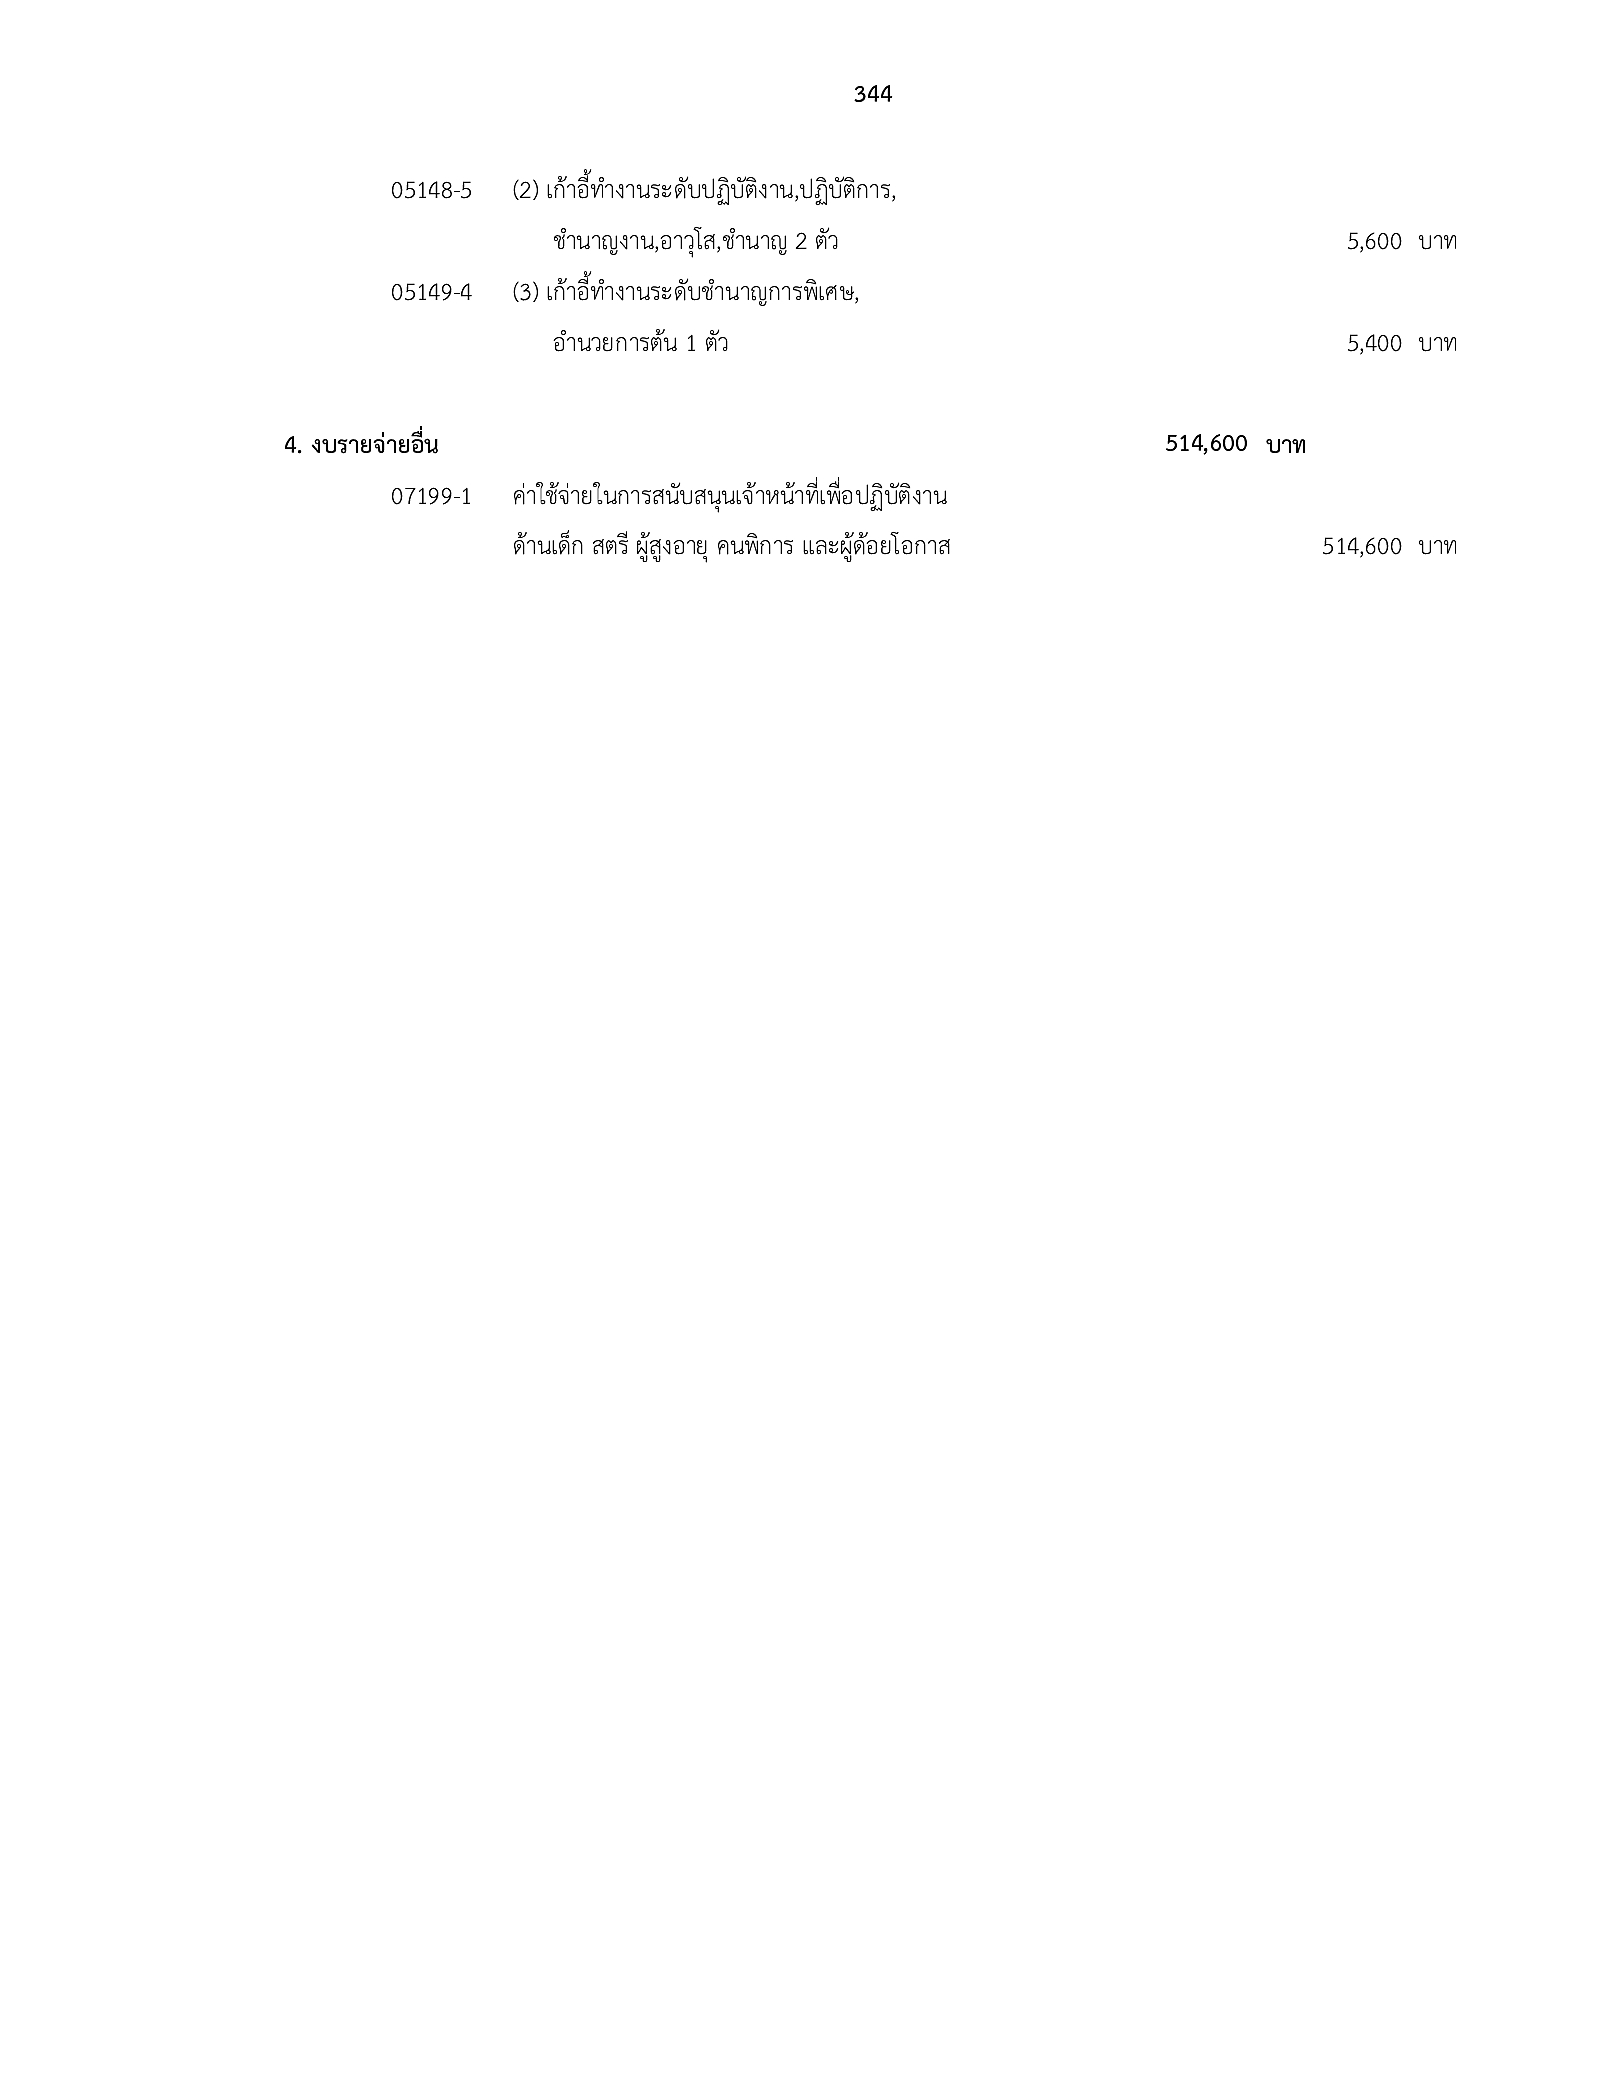 344
05148-5 (2) เก้าอี้ทำงานระดับปฏิบัติงาน,ปฏิบัติการ,
ชำนาญงาน,อาวุโส,ชำนาญ 2 ตัว 5,600 บาท
05149-4 (3) เก้าอี้ทำงานระดับชำนาญการพิเศษ,
อำนวยการต้น 1 ตัว 5,400 บาท
4. งบรายจ่ายอื่น 514,600 บาท
07199-1 ค่าใช้จ่ายในการสนับสนุนเจ้าหน้าที่เพื่อปฏิบัติงาน
ด้านเด็ก สตรี ผู้สูงอายุ คนพิการ และผู้ด้อยโอกาส 514,600 บาท